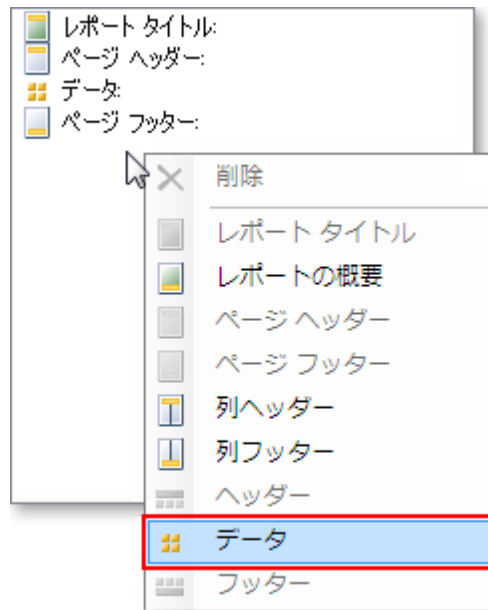 レポート タイトル:
ページ ヘッダー:
データ:
ページ フッター:
削除
レポート タイトル
レポートの概要
ページ ヘッダー
ページ フッター
列ヘッダー
列フッター
ヘッダー
データ
フッター